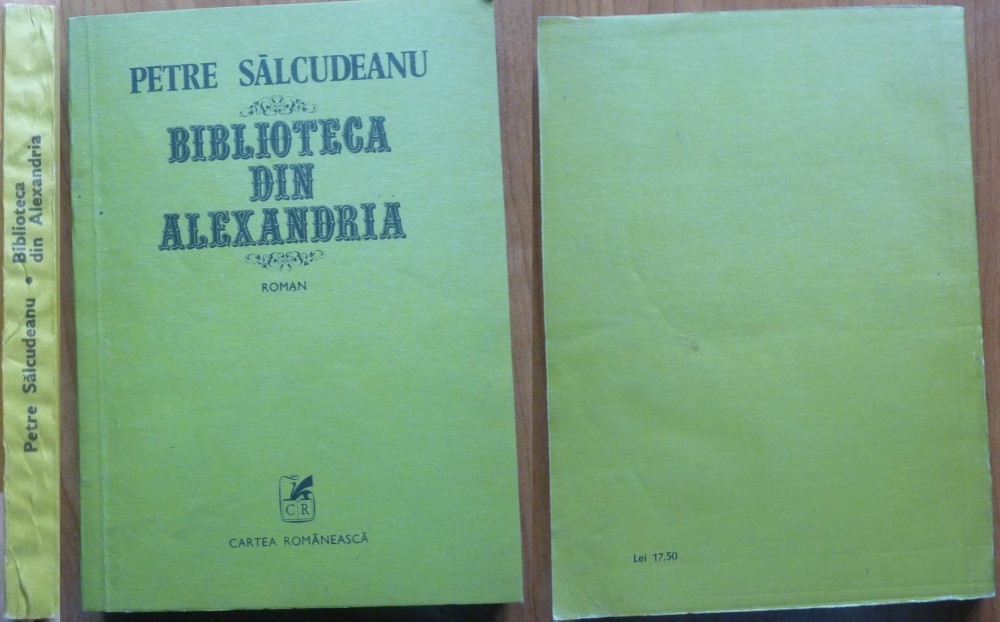 Petre Sălcudeanu • Biblioteca
din Alexandria
PETRE SĂLCUDEANU
BIBLIOTECA
DIN
ALEXANDRIA
ROMAN
CR
CARTEA ROMÂNEASCĂ
Lei 17,50